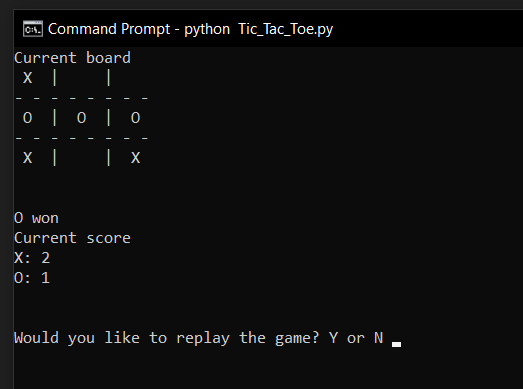 Command Prompt - python  Tic_Tac_Toe.py
Current board
 X  |     |
- - - - - - - -
 O  |  O  |  O
- - - - - - - -
 X  |     |  X
O won
Current score
X: 2
O: 1
Would you like to replay the game? Y or N